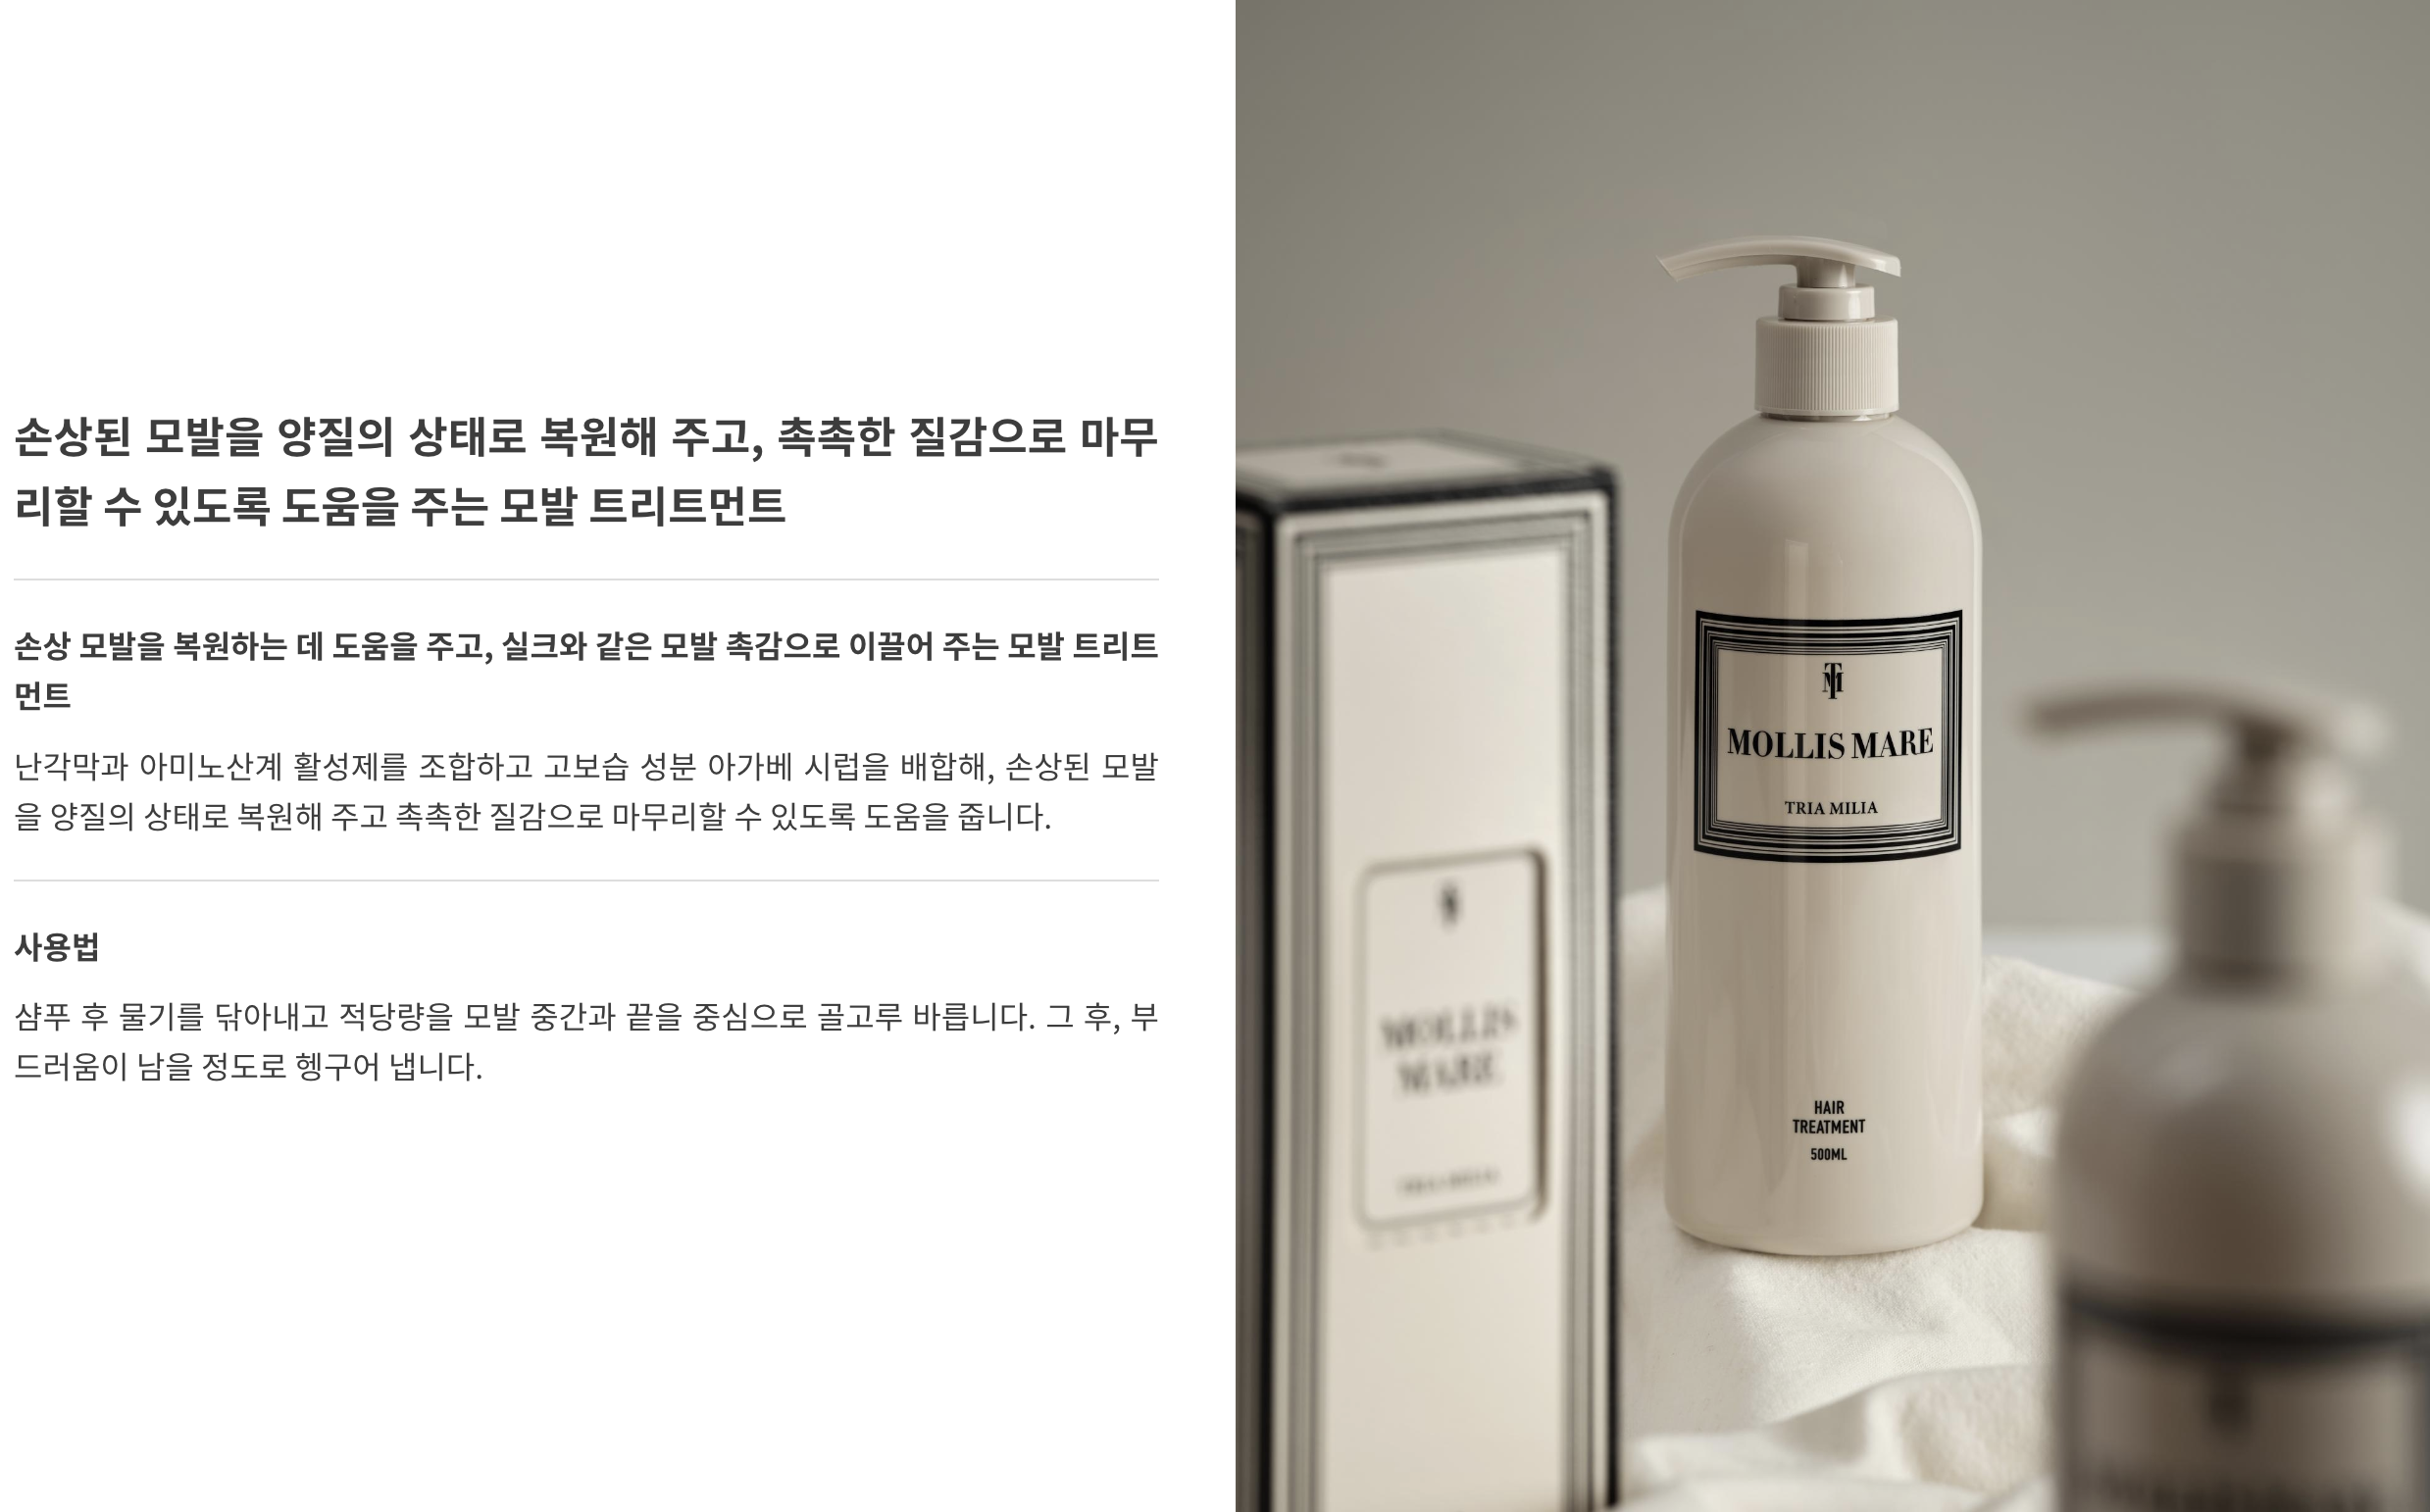 손상된 모발을 양질의 상태로 복원해 주고, 촉촉한 질감으로 마무
리할 수 있도록 도움을 주는 모발 트리트먼트
손상 모발을 복원하는 데 도움을 주고, 실크와 같은 모발 촉감으로 이끌어 주는 모발 트리트
먼트
난각막과 아미노산계 활성제를 조합하고 고보습 성분 아가베 시럽을 배합해, 손상된 모발
을 양질의 상태로 복원해 주고 촉촉한 질감으로 마무리할 수 있도록 도움을 줍니다.
사용법
샴푸 후 물기를 닦아내고 적당량을 모발 중간과 끝을 중심으로 골고루 바릅니다. 그 후, 부
드러움이 남을 정도로 헹구어 냅니다.
TM
MOLLIS MARE
TRIA MILIA
HAIR
TREATMENT
500ML
MOLLIS
MARE
TRIA MILIA